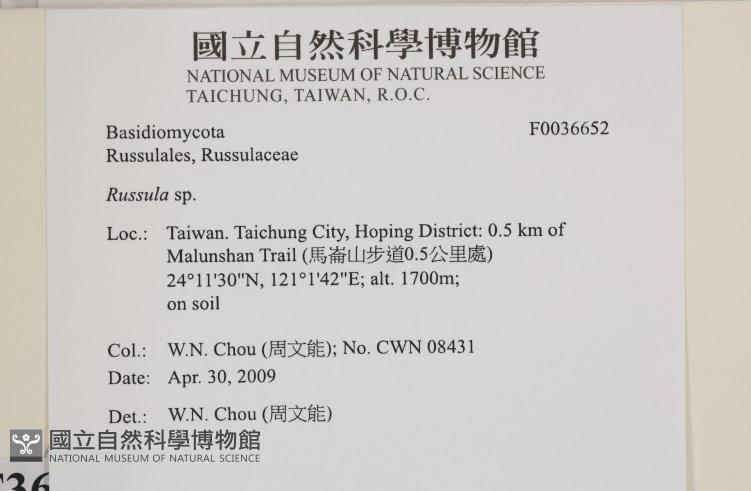 國立自然科學博物館
NATIONAL MUSEUM OF NATURAL SCIENCE
TAICHUNG, TAIWAN, R.O.C.
Basidiomycota F0036652
Russulales, Russulaceae
Russula sp.
Loc.: Taiwan. Taichung City, Hoping District: 0.5 km of
Malunshan Trail (馬崙山步道0.5公里處)
24°11'30"N, 121°1'42"E; alt. 1700m;
on soil
Col.: W.N. Chou (周文能); No. CWN 08431
Date: Apr. 30, 2009
Det.: W.N. Chou (周文能)
國立自然科學博物館
NATIONAL MUSEUM OF NATURAL SCIENCE